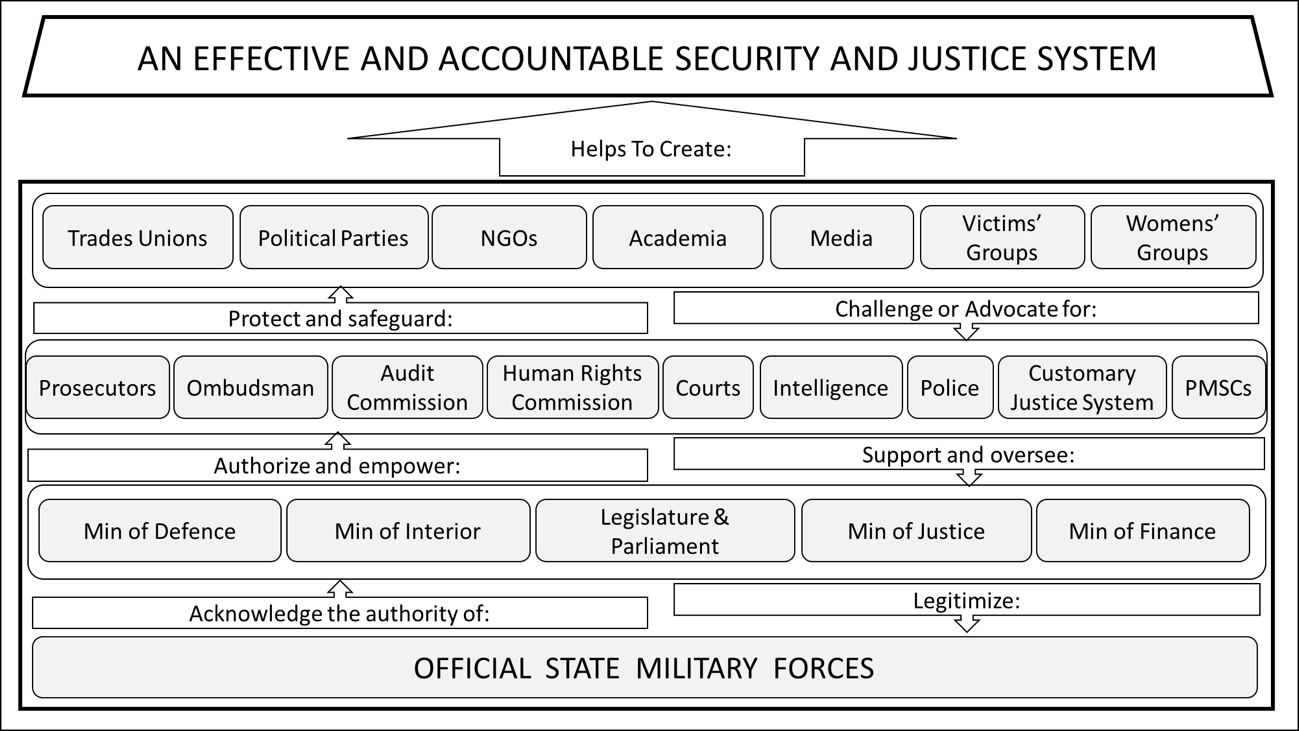 AN EFFECTIVE AND ACCOUNTABLE SECURITY AND JUSTICE SYSTEM
Helps To Create:
Trades Unions
Political Parties
NGOs
Academia
Media
Victims’
Groups
Womens’
Groups
Protect and safeguard:
Challenge or Advocate for:
Prosecutors
Ombudsman
Audit
Commission
Human Rights
Commission
Courts
Intelligence
Police
Customary
Justice System
PMSCs
Authorize and empower:
Support and oversee:
Min of Defence
Min of Interior
Legislature &
Parliament
Min of Justice
Min of Finance
Acknowledge the authority of:
Legitimize:
OFFICIAL STATE MILITARY FORCES